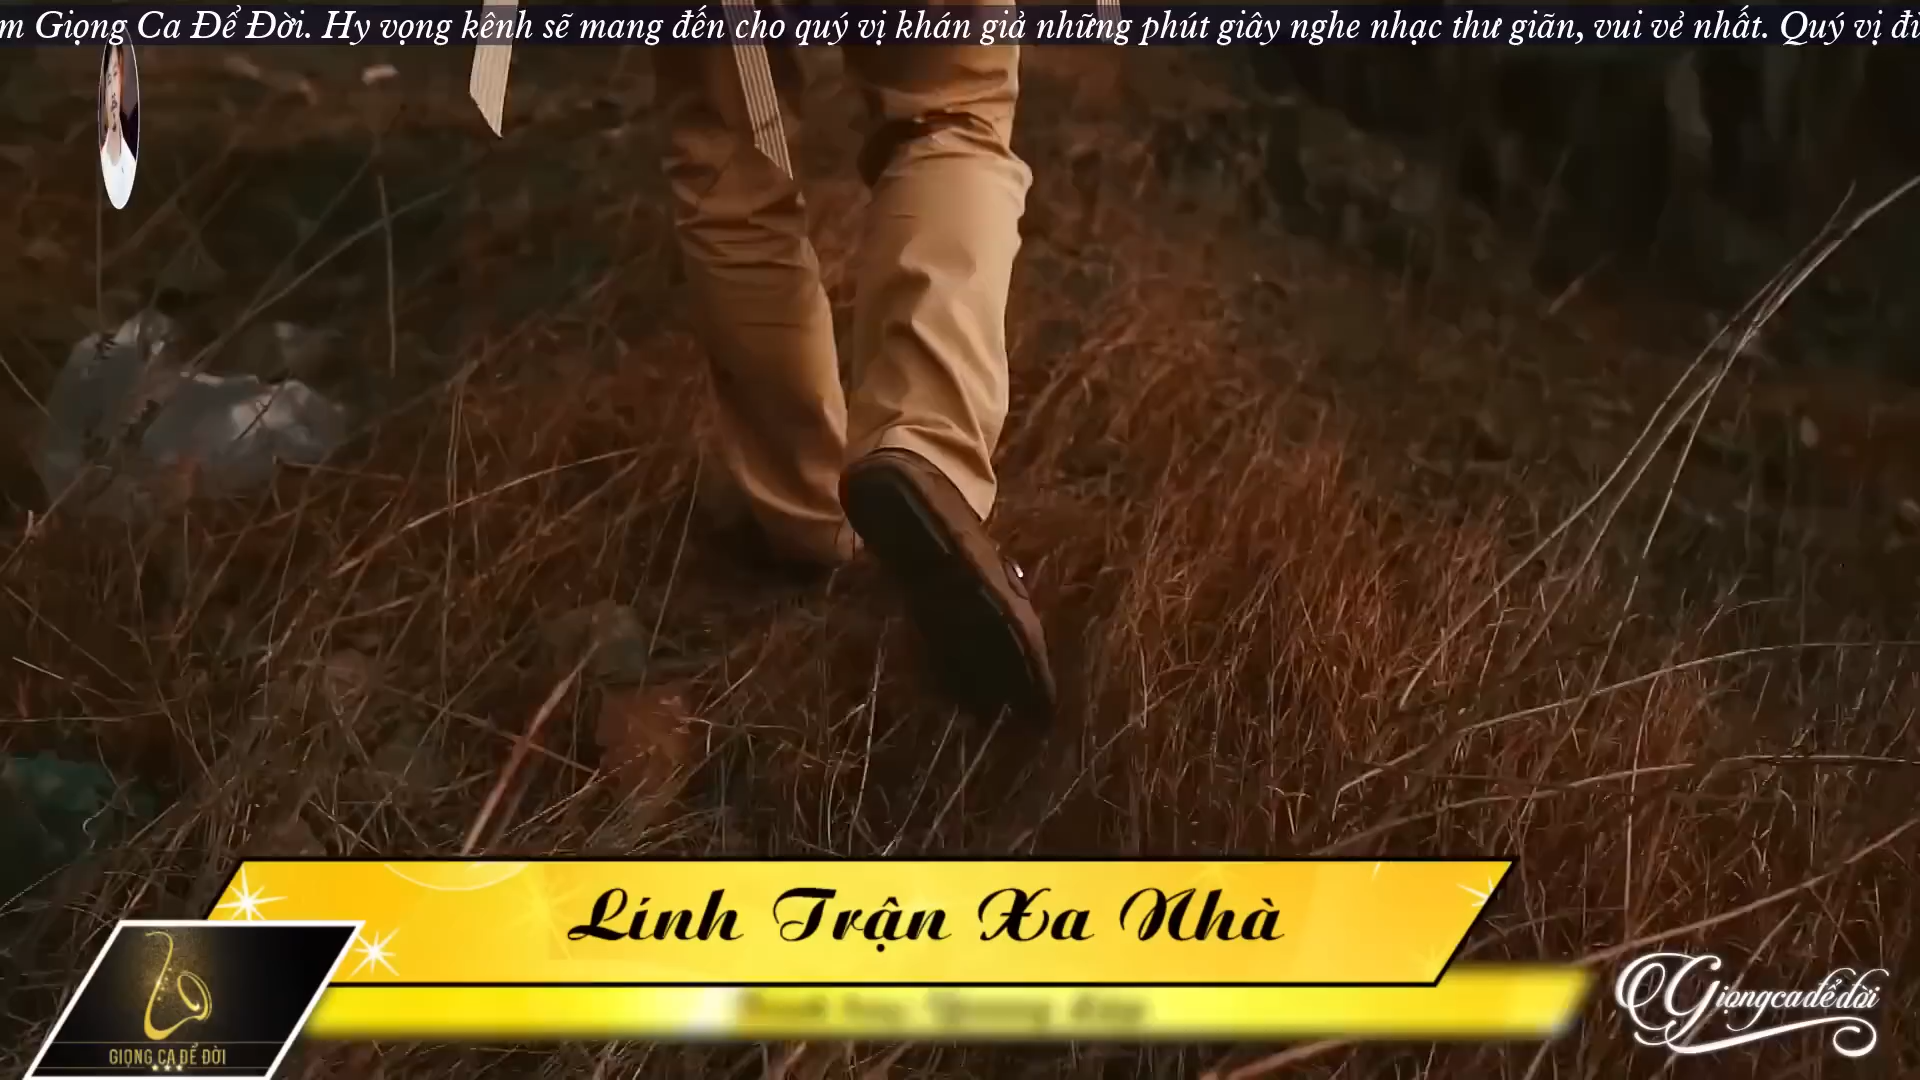 Giọng Ca Để Đời. Hy vọng kênh sẽ mang đến cho quý vị khán giả những phút giây nghe nhạc thư giãn, vui vẻ nhất. Quý vị
Lính Trận Xa Nhà
GIỌNG CA ĐỂ ĐỜI
Giọngcađểđời